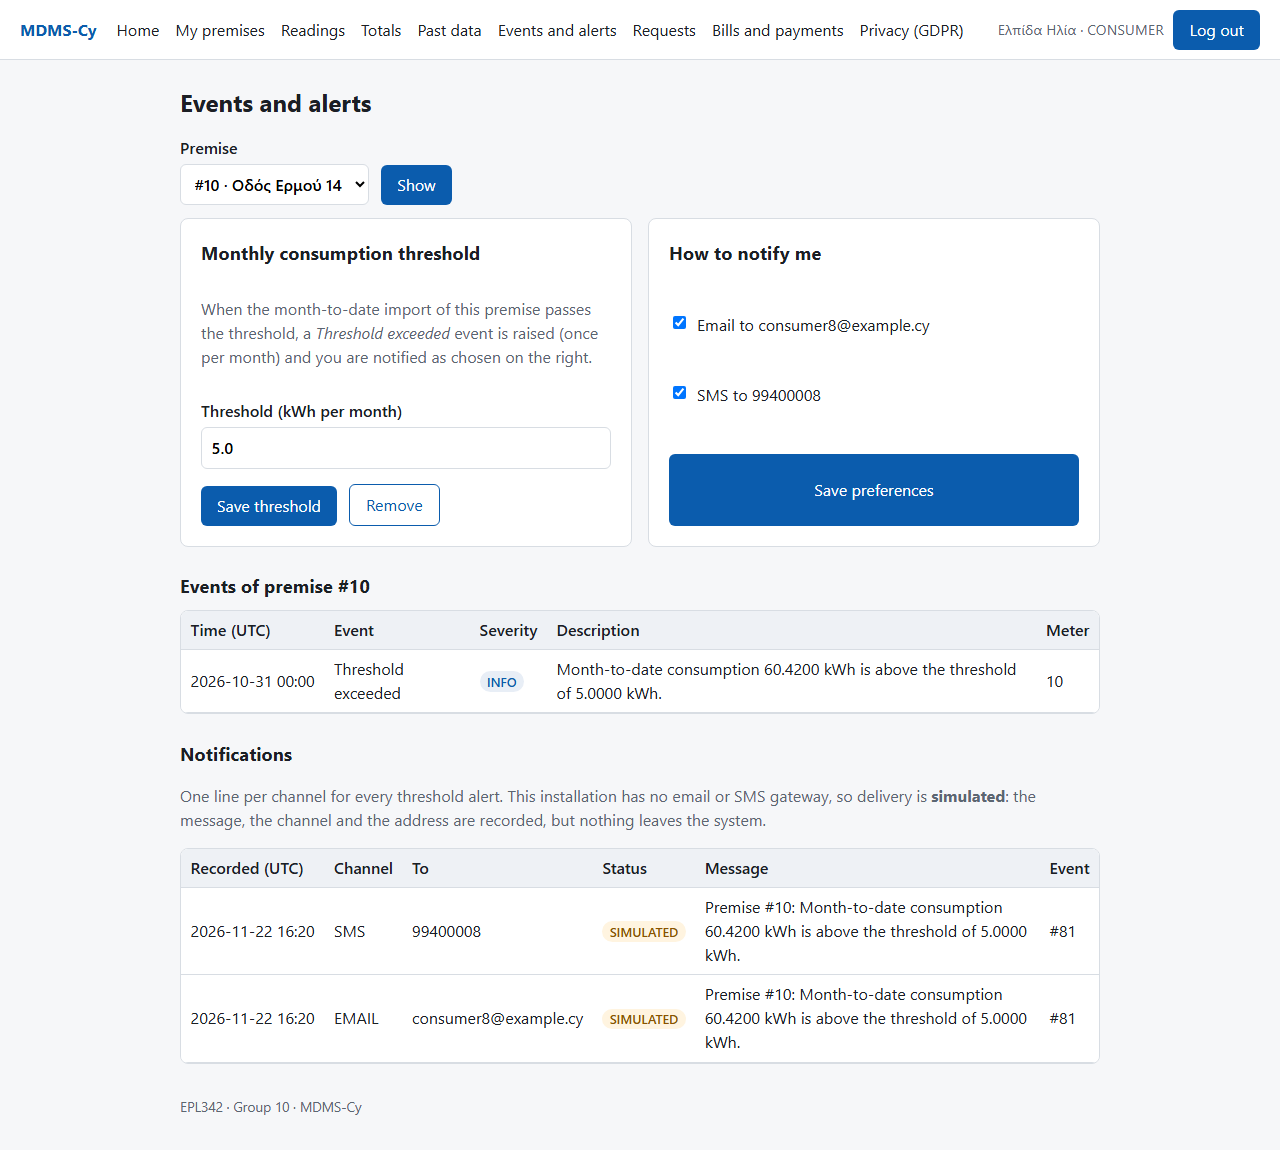 MDMS-Cy Home My premises Readings Totals Past data Events and alerts Requests Bills and payments Privacy (GDPR) Ελπίδα Ηλία · CONSUMER Log out
Events and alerts
Premise
#10 · Οδός Ερμού 14 Show
Monthly consumption threshold
When the month-to-date import of this premise passes
the threshold, a Threshold exceeded event is raised (once
per month) and you are notified as chosen on the right.
Threshold (kWh per month)
5.0
Save threshold Remove
How to notify me
Email to consumer8@example.cy
SMS to 99400008
Save preferences
Events of premise #10
Time (UTC) Event Severity Description Meter
2026-10-31 00:00 Threshold exceeded INFO Month-to-date consumption 60.4200 kWh is above the threshold
of 5.0000 kWh. 10
Notifications
One line per channel for every threshold alert. This installation has no email or SMS gateway, so delivery is simulated: the
message, the channel and the address are recorded, but nothing leaves the system.
Recorded (UTC) Channel To Status Message Event
2026-11-22 16:20 SMS 99400008 SIMULATED Premise #10: Month-to-date consumption
60.4200 kWh is above the threshold of 5.0000
kWh. #81
2026-11-22 16:20 EMAIL consumer8@example.cy SIMULATED Premise #10: Month-to-date consumption
60.4200 kWh is above the threshold of 5.0000
kWh. #81
EPL342 · Group 10 · MDMS-Cy